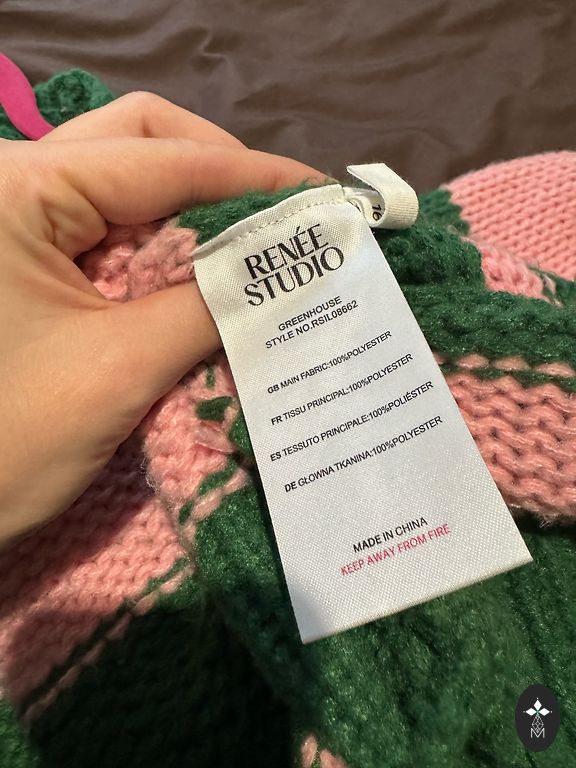 RENÉE
STUDIO
GREENHOUSE
STYLE NO.RSIL08662
GB MAIN FABRIC:100%POLYESTER
FR TISSU PRINCIPAL:100%POLYESTER
ES TESSUTO PRINCIPALE:100%POLIÉSTER
DE GŁOWNA TKANINA:100%POLYESTER
MADE IN CHINA
KEEP AWAY FROM FIRE
M